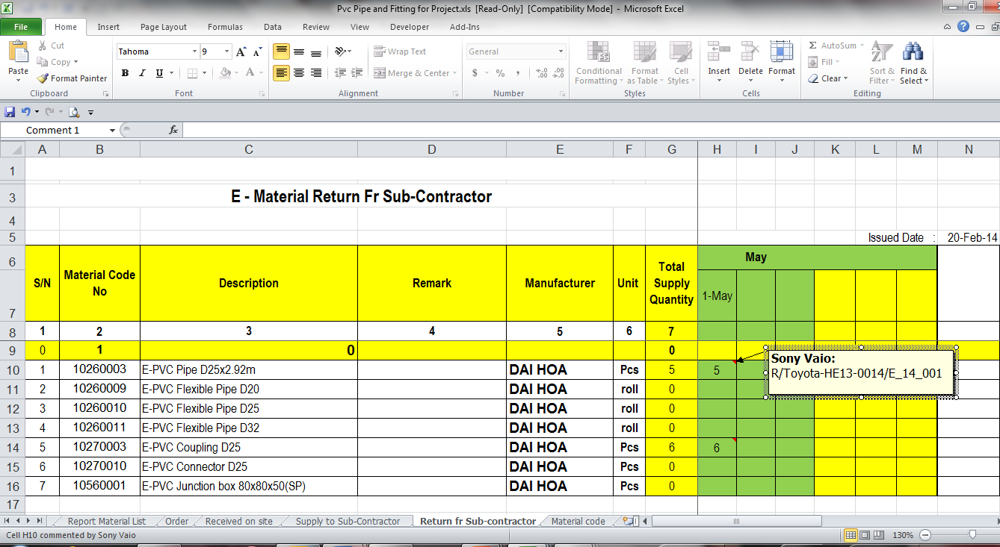 Pvc Pipe and Fitting for Project.xls [Read-Only] [Compatibility Mode] - Microsoft Excel
File Home Insert Page Layout Formulas Data Review View Developer Add-Ins
Paste
Cut
Copy
Format Painter
Clipboard
Tahoma 9
B I U
Font
Wrap Text
Merge & Center
Alignment
General
$ % ,
Number
Conditional Formatting
Format as Table
Cell Styles
Styles
Insert Delete Format
Cells
Σ AutoSum
Fill
Clear
Sort & Filter
Find & Select
Editing
Comment 1 fx
A B C D E F G H I J K L M N
1
3 E - Material Return Fr Sub-Contractor
4
5 Issued Date : 20-Feb-14
6 May
7 S/N Material Code No Description Remark Manufacturer Unit Total Supply Quantity 1-May
8 1 2 3 4 5 6 7
9 0 1 0 0
10 1 10260003 E-PVC Pipe D25x2.92m DAI HOA Pcs 5 5
Sony Vaio:
R/Toyota-HE13-0014/E_14_001
11 2 10260009 E-PVC Flexible Pipe D20 DAI HOA roll 0
12 3 10260010 E-PVC Flexible Pipe D25 DAI HOA roll 0
13 4 10260011 E-PVC Flexible Pipe D32 DAI HOA roll 0
14 5 10270003 E-PVC Coupling D25 DAI HOA Pcs 6 6
15 6 10270010 E-PVC Connector D25 DAI HOA Pcs 0
16 7 10560001 E-PVC Junction box 80x80x50(SP) DAI HOA Pcs 0
17
Report Material List Order Received on site Supply to Sub-Contractor Return fr Sub-contractor Material code
Cell H10 commented by Sony Vaio 130%